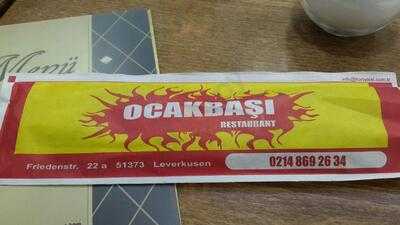 Menü
OCAKBAŞI
RESTAURANT
Friedenstr. 22 a 51373 Leverkusen
0214 869 26 34